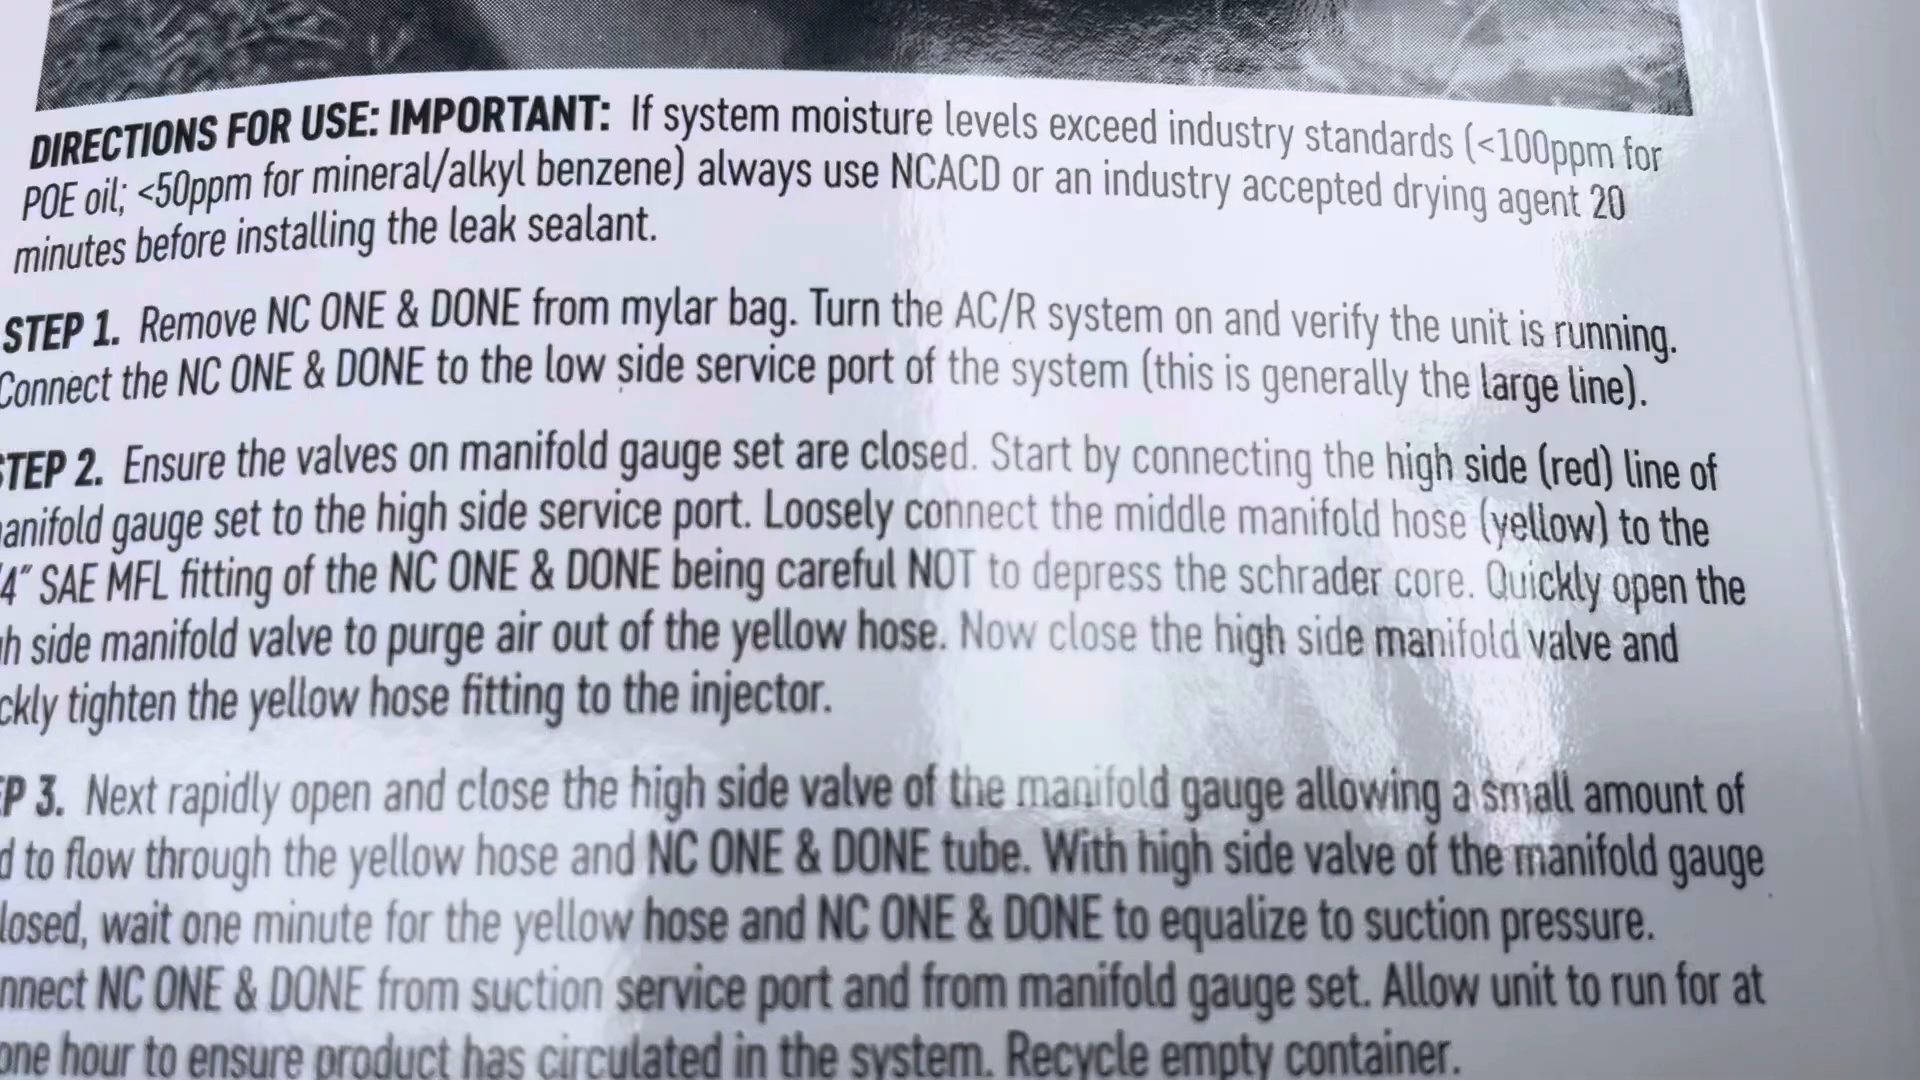 DIRECTIONS FOR USE: IMPORTANT: If system moisture levels exceed industry standards (<100ppm for
POE oil; <50ppm for mineral/alkyl benzene) always use NCACD or an industry accepted drying agent 20
minutes before installing the leak sealant.
STEP 1. Remove NC ONE & DONE from mylar bag. Turn the AC/R system on and verify the unit is running.
Connect the NC ONE & DONE to the low side service port of the system (this is generally the large line).
STEP 2. Ensure the valves on manifold gauge set are closed. Start by connecting the high side (red) line of
anifold gauge set to the high side service port. Loosely connect the middle manifold hose (yellow) to the
/4" SAE MFL fitting of the NC ONE & DONE being careful NOT to depress the schrader core. Quickly open the
h side manifold valve to purge air out of the yellow hose. Now close the high side manifold valve and
ckly tighten the yellow hose fitting to the injector.
EP 3. Next rapidly open and close the high side valve of the manifold gauge allowing a small amount of
d to flow through the yellow hose and NC ONE & DONE tube. With high side valve of the manifold gauge
losed, wait one minute for the yellow hose and NC ONE & DONE to equalize to suction pressure.
nnect NC ONE & DONE from suction service port and from manifold gauge set. Allow unit to run for at
one hour to ensure product has circulated in the system. Recycle empty container.